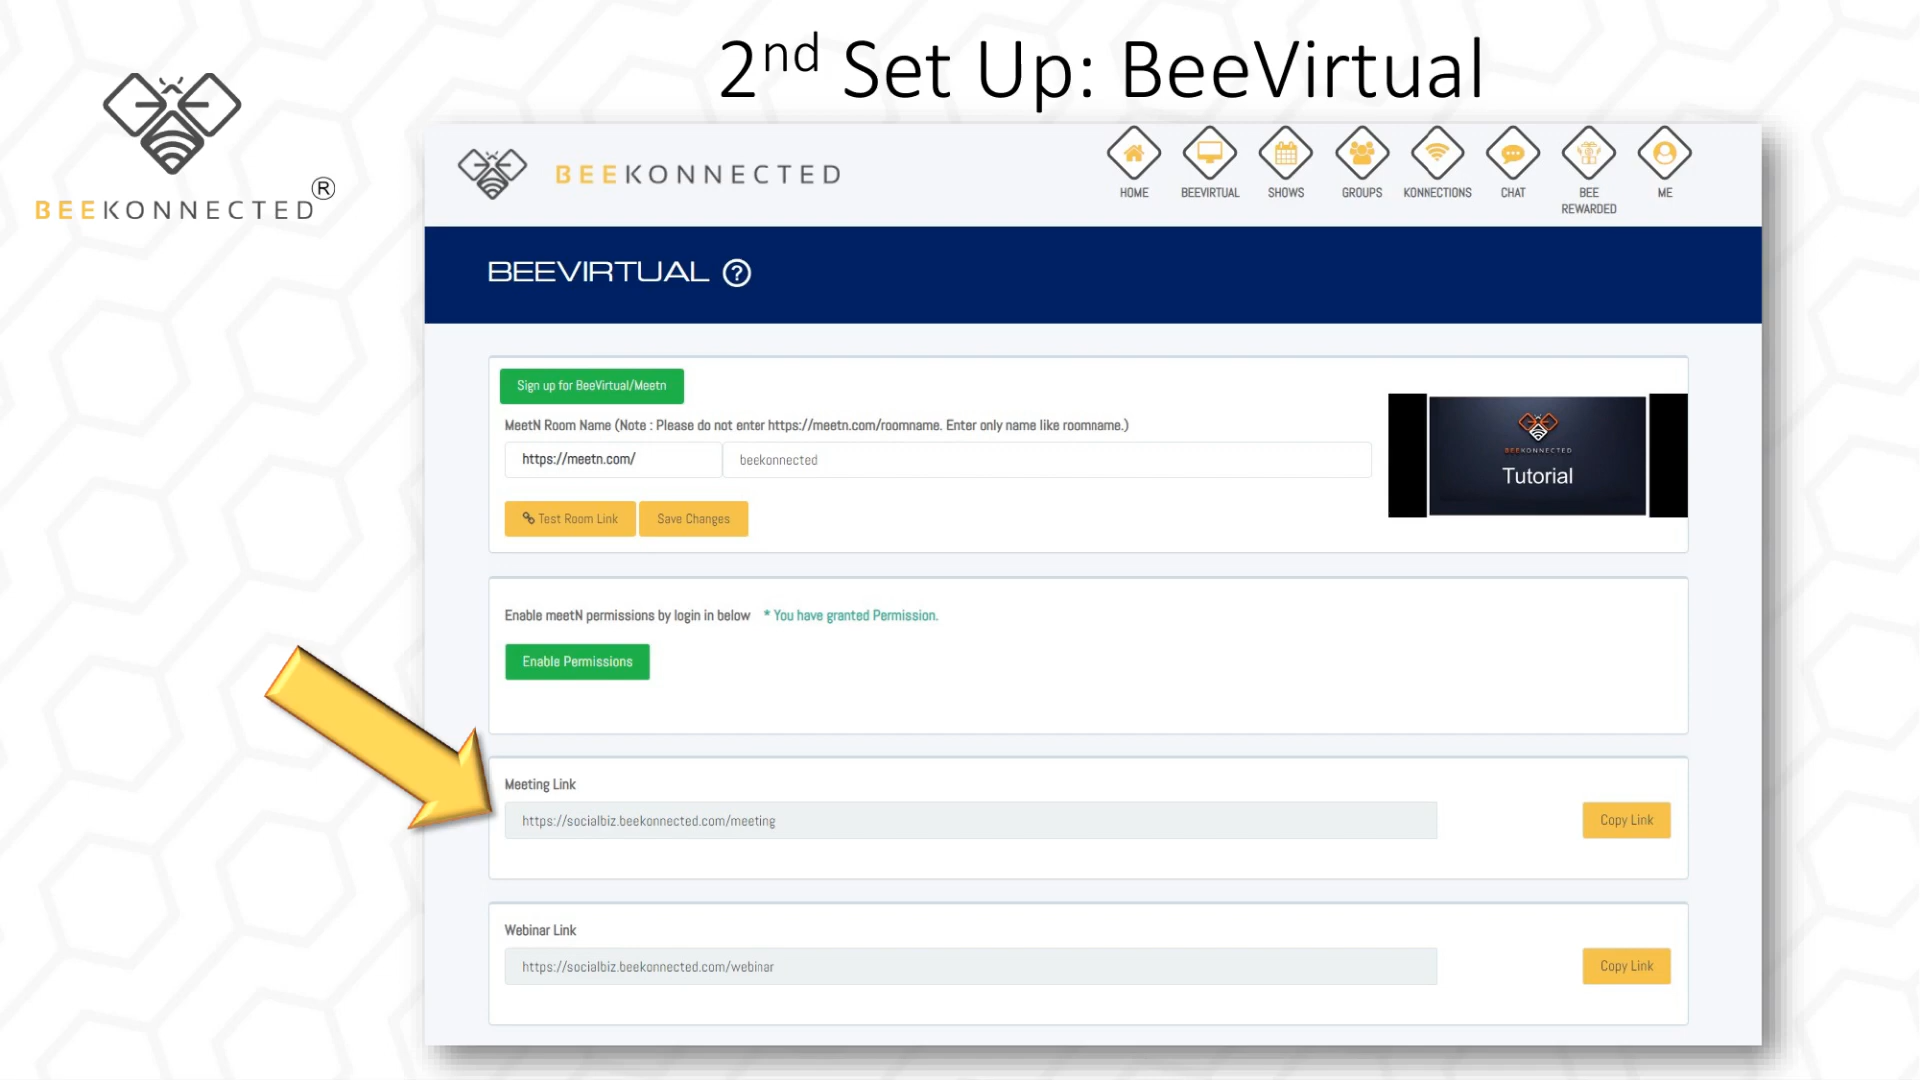 2nd Set Up: BeeVirtual
BEEKONNECTED®
BEEKONNECTED
HOME
BEEVIRTUAL
SHOWS
GROUPS
KONNECTIONS
CHAT
BEE
REWARDED
ME
BEEVIRTUAL ?
Sign up for BeeVirtual/Meetn
MeetN Room Name (Note : Please do not enter https://meetn.com/roomname. Enter only name like roomname.)
https://meetn.com/ beekonnected
Test Room Link
Save Changes
BEEKONNECTED
Tutorial
Enable meetN permissions by login in below * You have granted Permission.
Enable Permissions
Meeting Link
https://socialbiz.beekonnected.com/meeting
Copy Link
Webinar Link
https://socialbiz.beekonnected.com/webinar
Copy Link